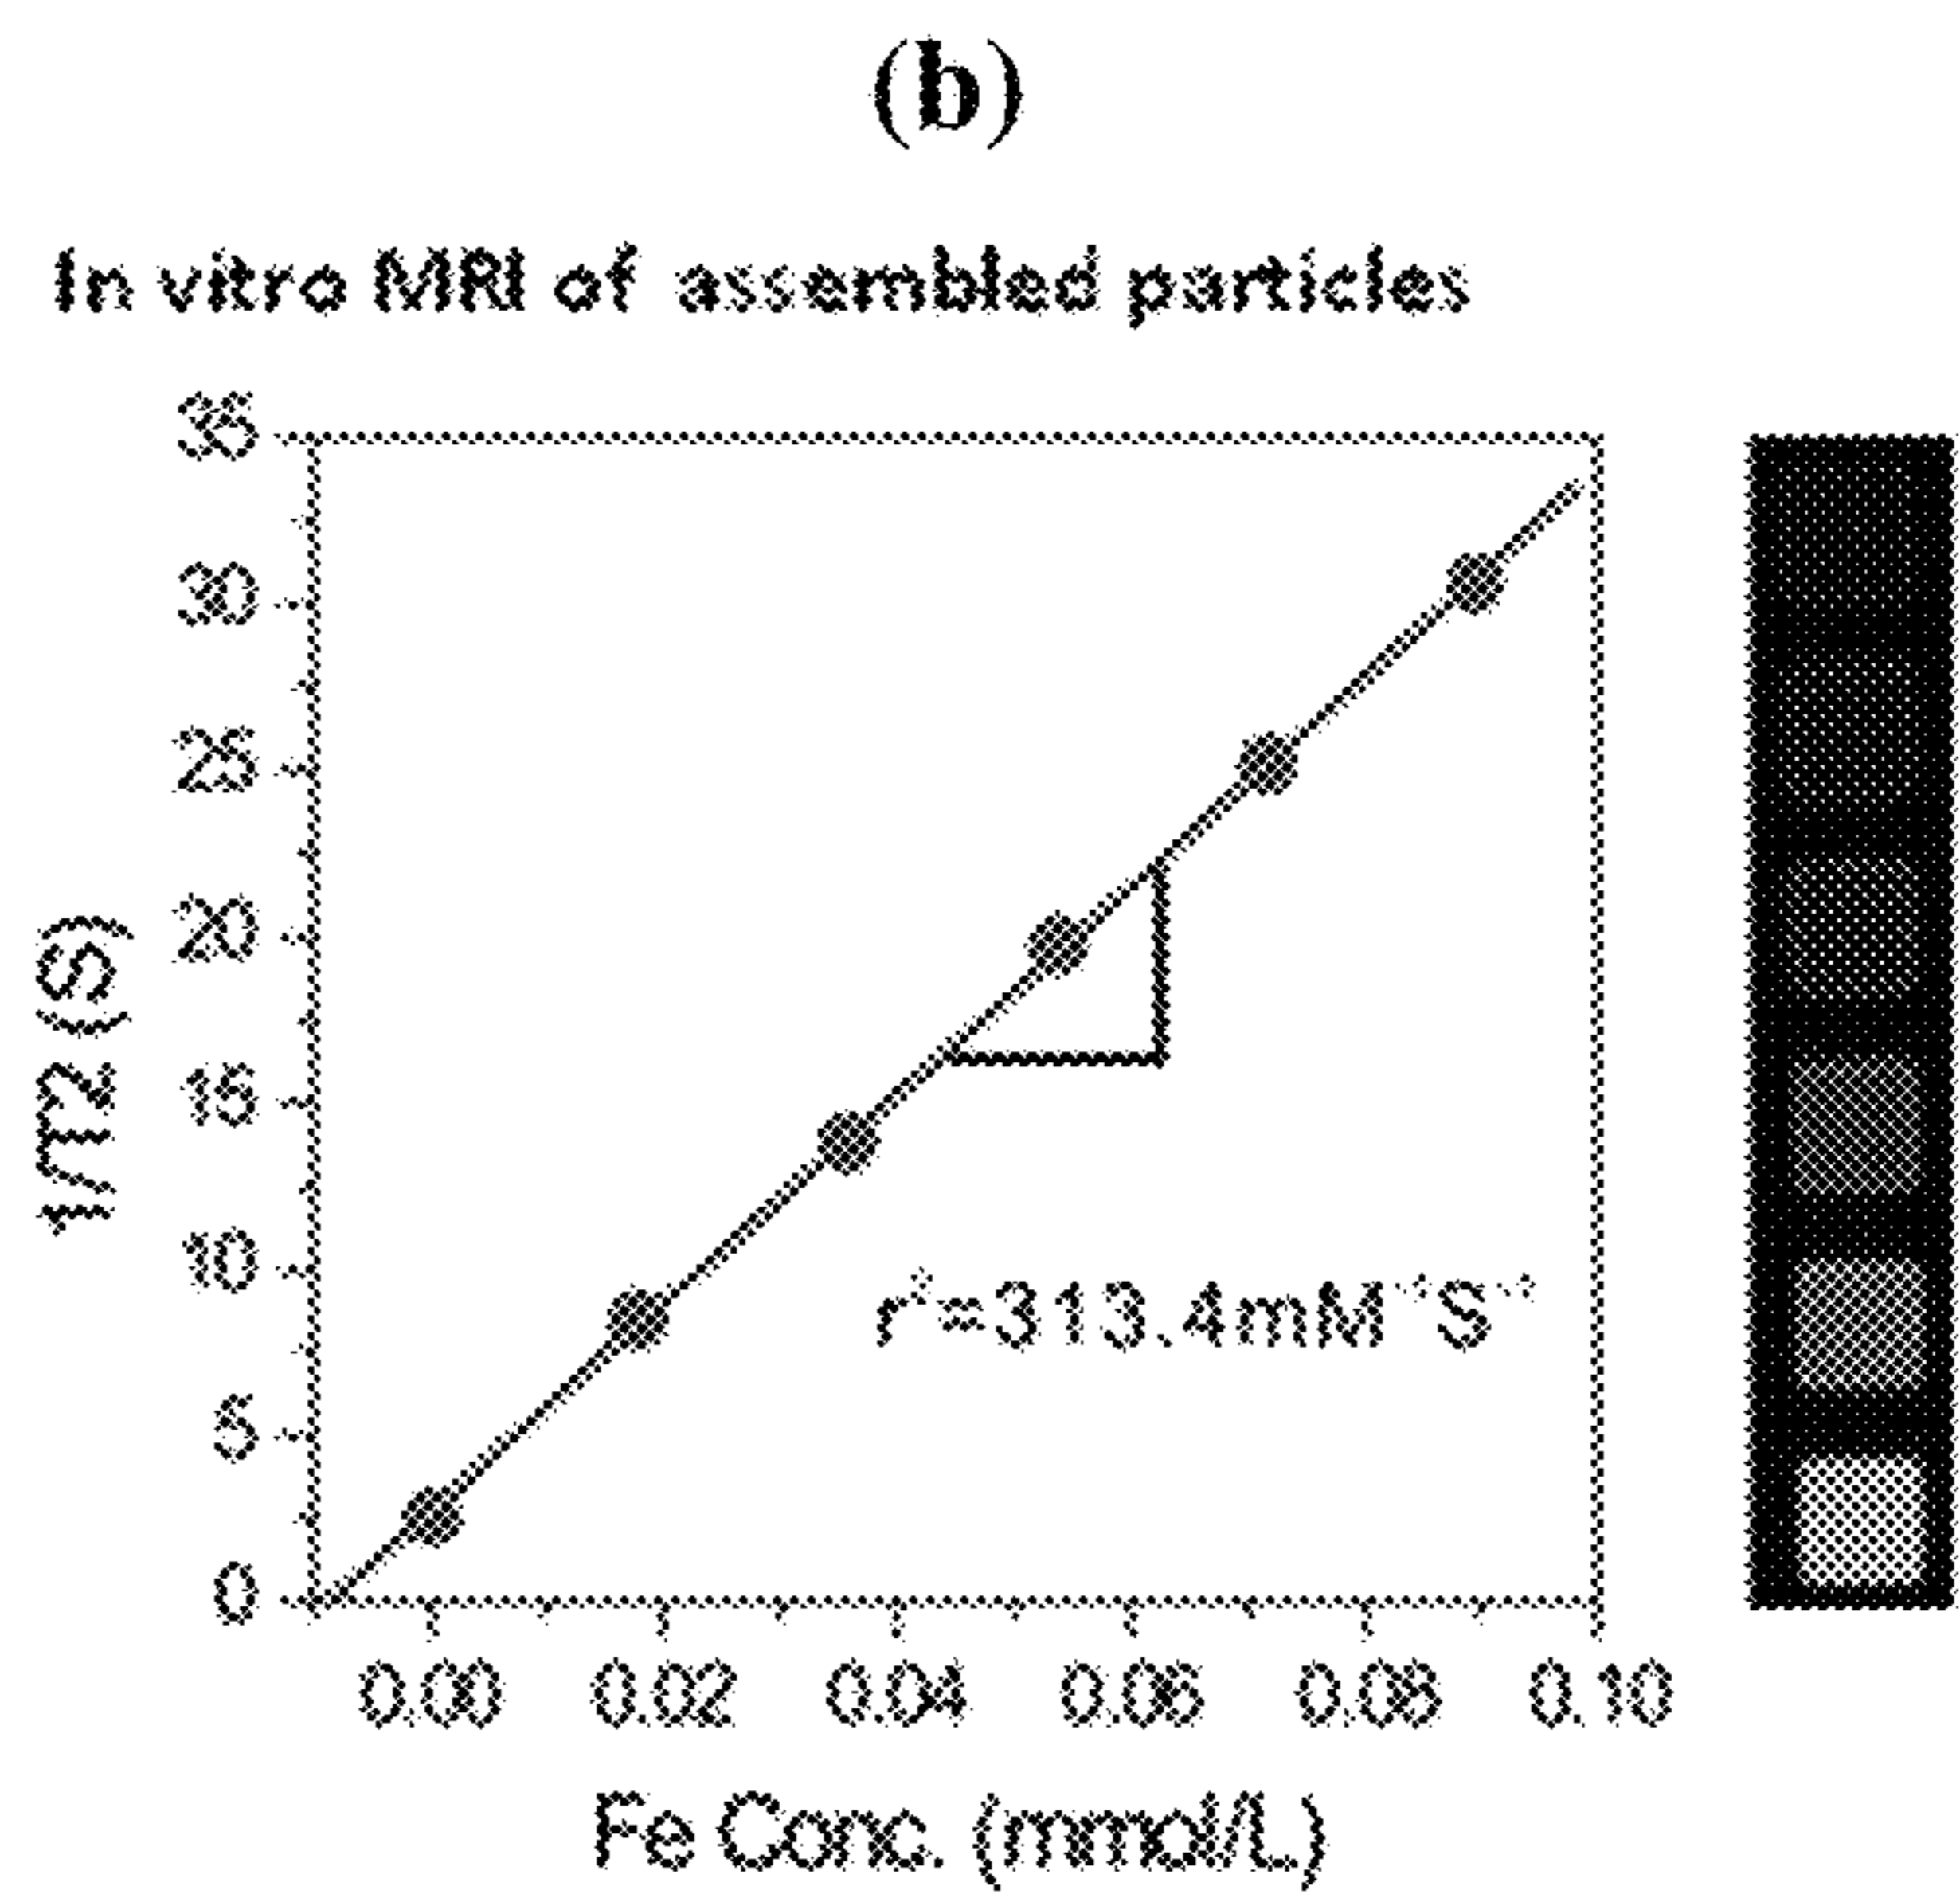 (b)
In vitro MRI of assembled particles
35
30
25
20
15
10
5
0
1/T2 (S)
r²=313.4mM⁻¹S⁻¹
0.00 0.02 0.04 0.06 0.08 0.10
Fe Conc. (mmol/L)